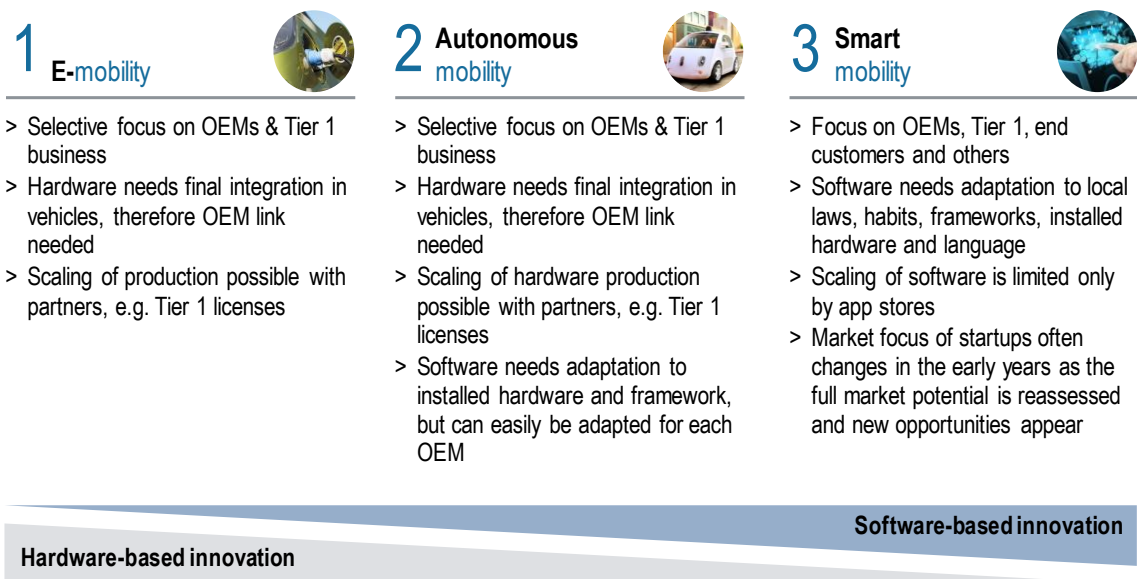 1
E-mobility
> Selective focus on OEMs & Tier 1
business
> Hardware needs final integration in
vehicles, therefore OEM link
needed
> Scaling of production possible with
partners, e.g. Tier 1 licenses
2
Autonomous
mobility
> Selective focus on OEMs & Tier 1
business
> Hardware needs final integration in
vehicles, therefore OEM link
needed
> Scaling of hardware production
possible with partners, e.g. Tier 1
licenses
> Software needs adaptation to
installed hardware and framework,
but can easily be adapted for each
OEM
3
Smart
mobility
> Focus on OEMs, Tier 1, end
customers and others
> Software needs adaptation to local
laws, habits, frameworks, installed
hardware and language
> Scaling of software is limited only
by app stores
> Market focus of startups often
changes in the early years as the
full market potential is reassessed
and new opportunities appear
Software-based innovation
Hardware-based innovation